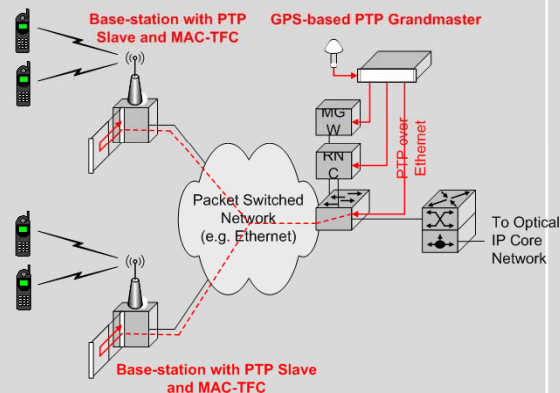 Base-station with PTP
Slave and MAC-TFC
GPS-based PTP Grandmaster
MG
W
RN
C
PTP over
Ethernet
Packet Switched
Network
(e.g. Ethernet)
To Optical
IP Core
Network
Base-station with PTP Slave
and MAC-TFC